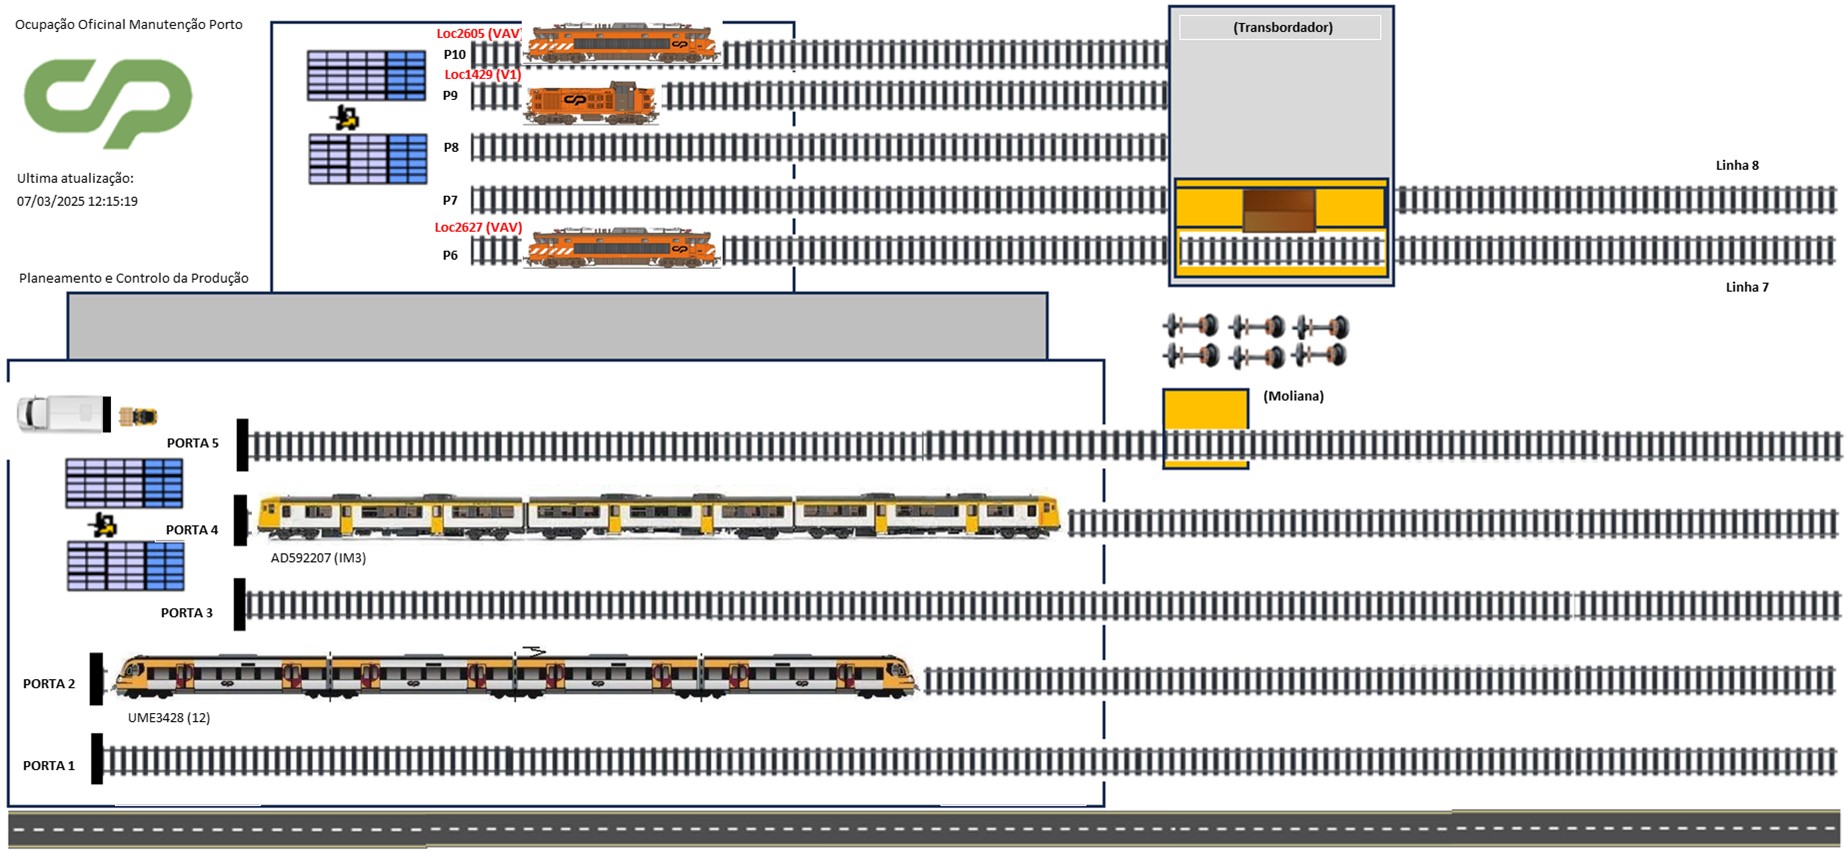 Ocupação Oficinal Manutenção Porto
Ultima atualização:
07/03/2025 12:15:19
Planeamento e Controlo da Produção
Loc2605 (VAV)
P10
Loc1429 (V1)
P9
P8
P7
Loc2627 (VAV)
P6
(Transbordador)
Linha 8
Linha 7
(Moliana)
PORTA 5
PORTA 4
AD592207 (IM3)
PORTA 3
PORTA 2
UME3428 (12)
PORTA 1